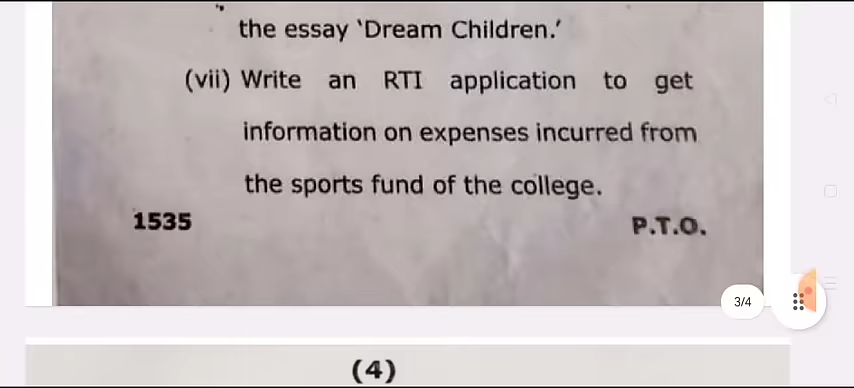 the essay ‘Dream Children.’
(vii) Write an RTI application to get
information on expenses incurred from
the sports fund of the college.
1535 P.T.O.
3/4
(4)